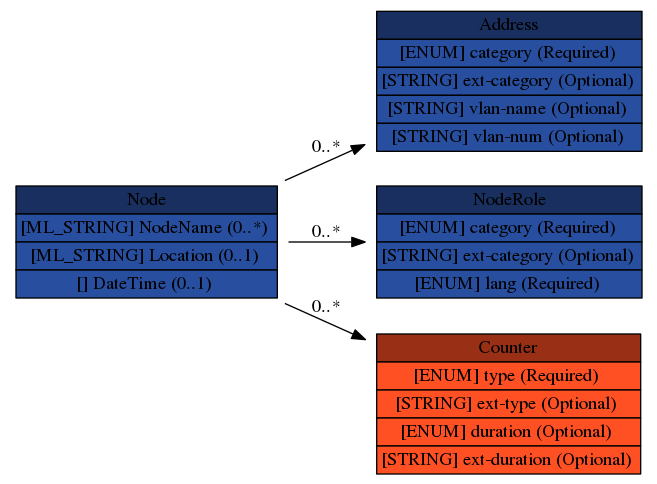 Address
[ENUM] category (Required)
[STRING] ext-category (Optional)
[STRING] vlan-name (Optional)
[STRING] vlan-num (Optional)
0..*
Node
[ML_STRING] NodeName (0..*)
[ML_STRING] Location (0..1)
[] DateTime (0..1)
0..*
NodeRole
[ENUM] category (Required)
[STRING] ext-category (Optional)
[ENUM] lang (Required)
0..*
Counter
[ENUM] type (Required)
[STRING] ext-type (Optional)
[ENUM] duration (Optional)
[STRING] ext-duration (Optional)